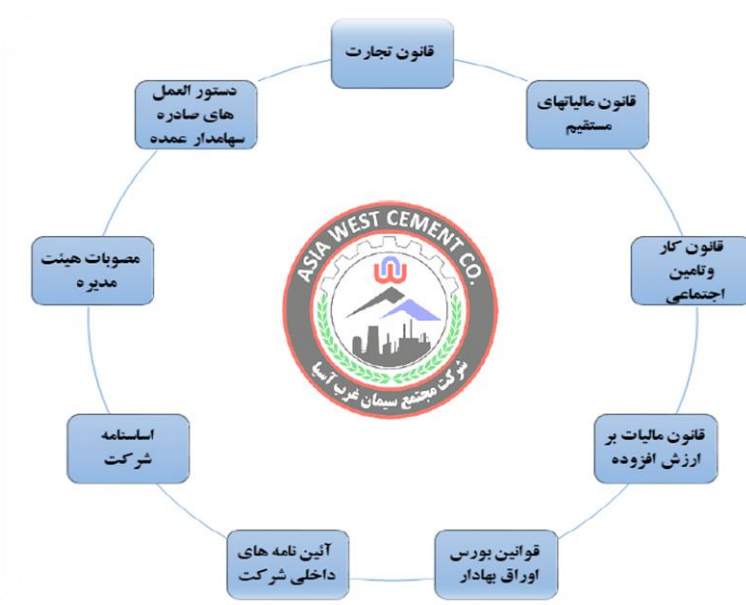 قانون تجارت
قانون مالیاتهای
مستقیم
قانون کار
وتامین
اجتماعی
قانون مالیات بر
ارزش افزوده
قوانین بورس
اوراق بهادار
آئین نامه های
داخلی شرکت
اساسنامه
شرکت
مصوبات هیئت
مدیره
دستور العمل
های صادره
سهامدار عمده
ASIA WEST CEMENT CO.
شرکت مجتمع سیمان غرب آسیا